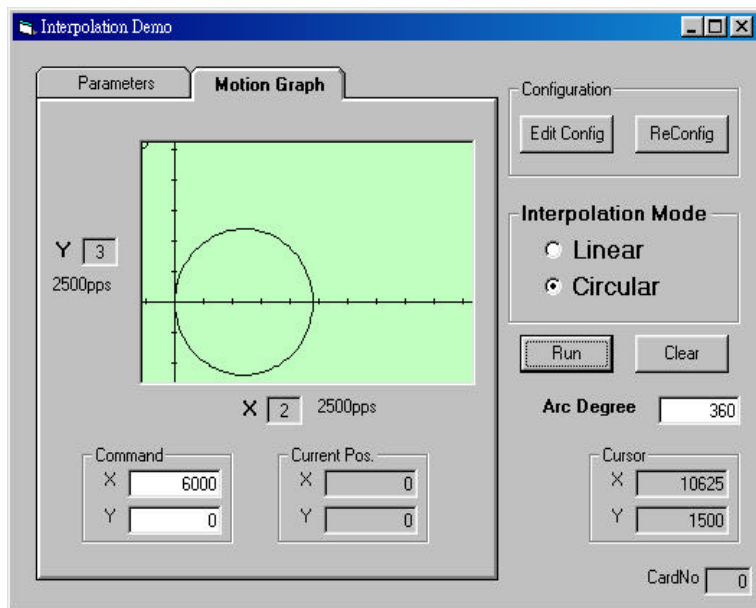 Interpolation Demo
Parameters
Motion Graph
Y 3
2500pps
X 2 2500pps
Command
X 6000
Y 0
Current Pos.
X 0
Y 0
Configuration
Edit Config ReConfig
Interpolation Mode
Linear
Circular
Run Clear
Arc Degree 360
Cursor
X 10625
Y 1500
CardNo 0